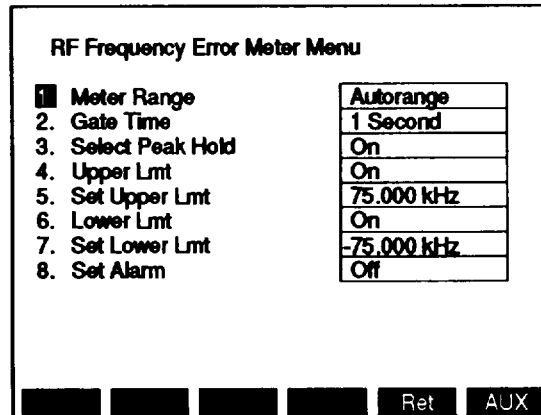 RF Frequency Error Meter Menu
1 Meter Range Autorange
2. Gate Time 1 Second
3. Select Peak Hold On
4. Upper Lmt On
5. Set Upper Lmt 75.000 kHz
6. Lower Lmt On
7. Set Lower Lmt -75.000 kHz
8. Set Alarm Off
Ret AUX